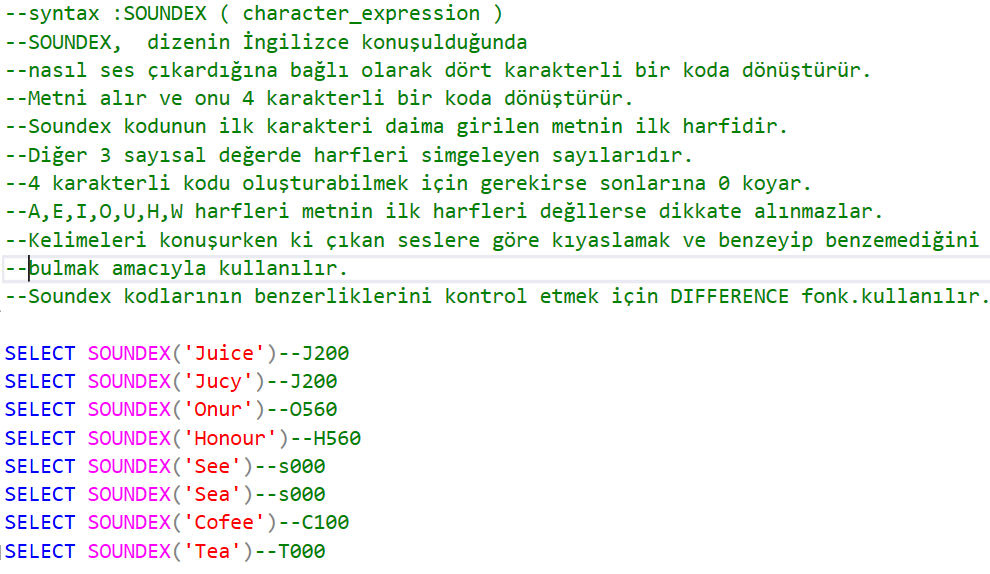 --syntax :SOUNDEX ( character_expression )
--SOUNDEX,  dizenin İngilizce konuşulduğunda
--nasıl ses çıkardığına bağlı olarak dört karakterli bir koda dönüştürür.
--Metni alır ve onu 4 karakterli bir koda dönüştürür.
--Soundex kodunun ilk karakteri daima girilen metnin ilk harfidir.
--Diğer 3 sayısal değerde harfleri simgeleyen sayılarıdır.
--4 karakterli kodu oluşturabilmek için gerekirse sonlarına 0 koyar.
--A,E,I,O,U,H,W harfleri metnin ilk harfleri değllerse dikkate alınmazlar.
--Kelimeleri konuşurken ki çıkan seslere göre kıyaslamak ve benzeyip benzemediğini
--bulmak amacıyla kullanılır.
--Soundex kodlarının benzerliklerini kontrol etmek için DIFFERENCE fonk.kullanılır.
SELECT SOUNDEX('Juice')--J200
SELECT SOUNDEX('Jucy')--J200
SELECT SOUNDEX('Onur')--O560
SELECT SOUNDEX('Honour')--H560
SELECT SOUNDEX('See')--s000
SELECT SOUNDEX('Sea')--s000
SELECT SOUNDEX('Cofee')--C100
SELECT SOUNDEX('Tea')--T000